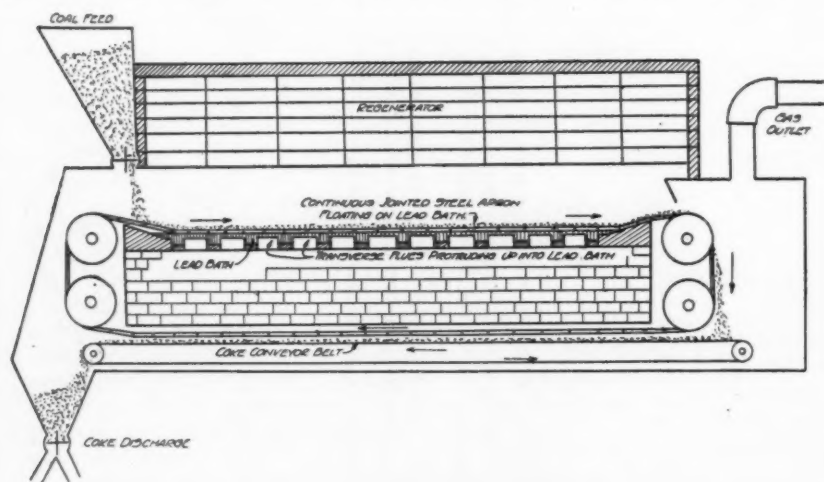 COAL FEED
REGENERATOR
GAS
OUTLET
CONTINUOUS JOINTED STEEL APRON
FLOATING ON LEAD BATH.
LEAD BATH
TRANSVERSE FLUES PROTRUDING UP INTO LEAD BATH
COKE CONVEYOR BELT
COKE DISCHARGE